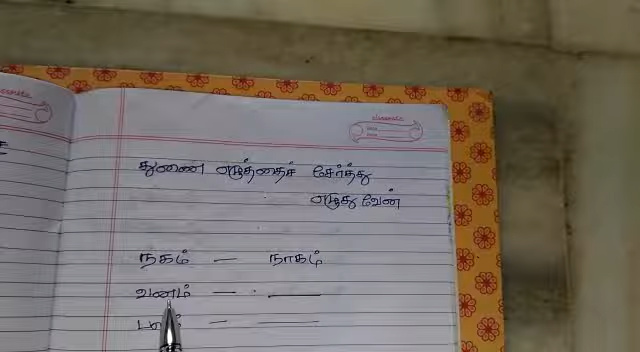 துணை எழுத்தைச் சேர்த்து
எழுதுவேன்
நகம் — நாகம்
வனம் —